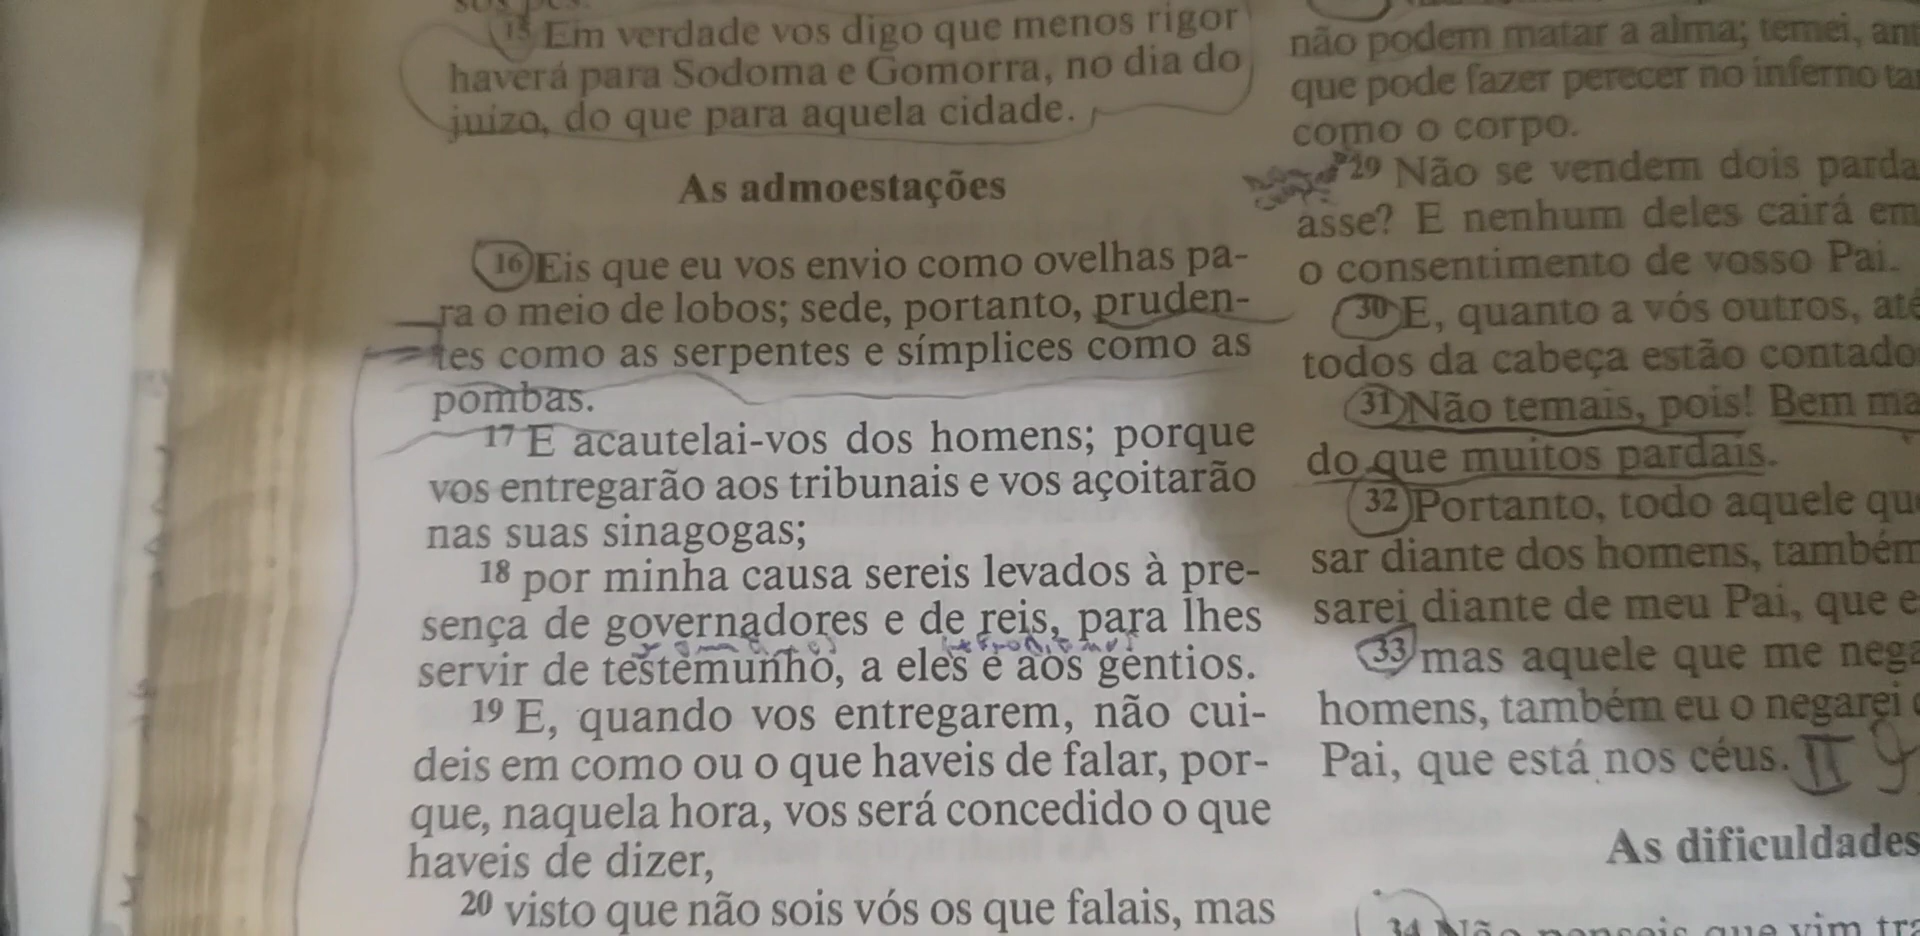 15 Em verdade vos digo que menos rigor
haverá para Sodoma e Gomorra, no dia do
juízo, do que para aquela cidade.
As admoestações
16 Eis que eu vos envio como ovelhas pa-
ra o meio de lobos; sede, portanto, pruden-
tes como as serpentes e símplices como as
pombas.
17 E acautelai-vos dos homens; porque
vos entregarão aos tribunais e vos açoitarão
nas suas sinagogas;
18 por minha causa sereis levados à pre-
sença de governadores e de reis, para lhes
servir de testemunho, a eles e aos gentios.
19 E, quando vos entregarem, não cui-
deis em como ou o que haveis de falar, por-
que, naquela hora, vos será concedido o que
haveis de dizer,
20 visto que não sois vós os que falais, mas
não podem matar a alma; temei, ant
que pode fazer perecer no inferno ta
como o corpo.
29 Não se vendem dois parda
asse? E nenhum deles cairá em
o consentimento de vosso Pai.
30 E, quanto a vós outros, até
todos da cabeça estão contado
31 Não temais, pois! Bem ma
do que muitos pardais.
32 Portanto, todo aquele qu
sar diante dos homens, também
sarei diante de meu Pai, que e
33 mas aquele que me nega
homens, também eu o negarei
Pai, que está nos céus. II
As dificuldades
34 Não penseis que vim tra